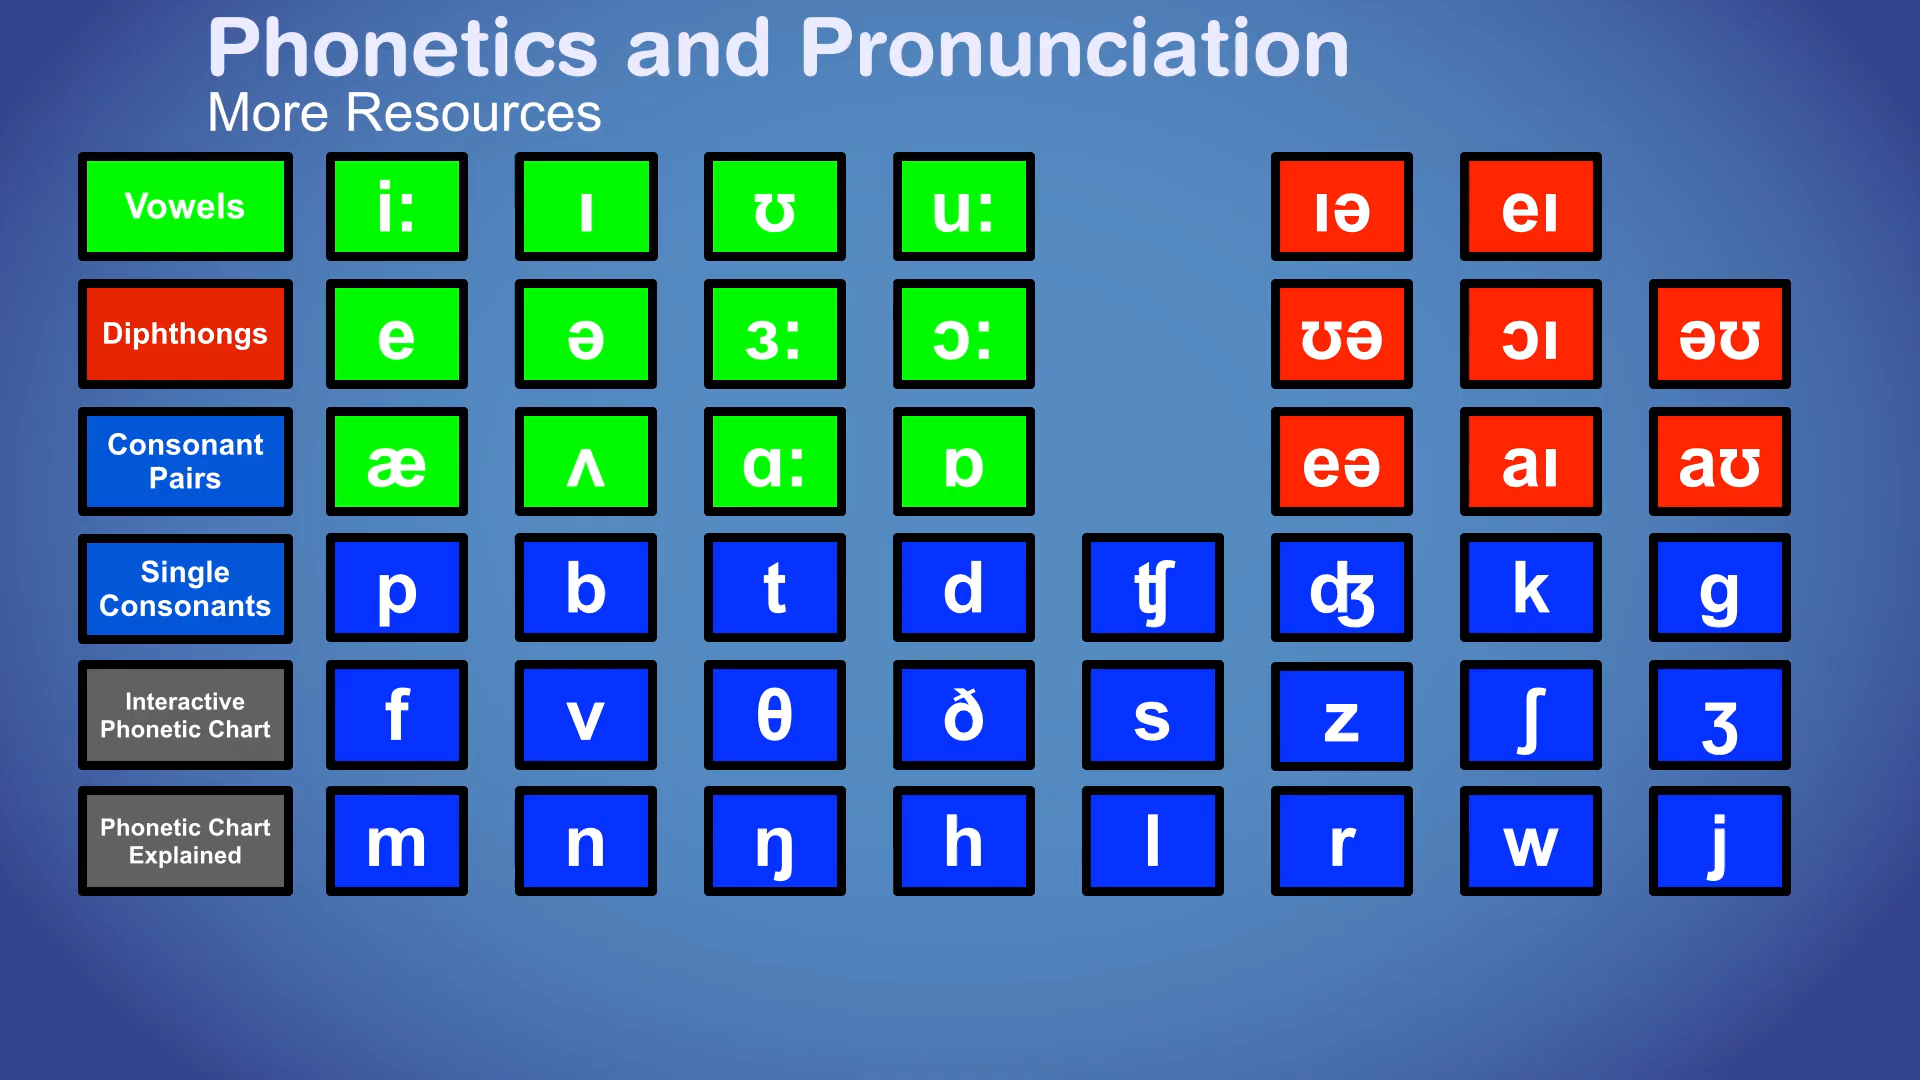 Phonetics and Pronunciation
More Resources
Vowels i: ɪ ʊ u: ɪə eɪ
Diphthongs e ə ɜ: ɔ: ʊə ɔɪ əʊ
Consonant
Pairs
æ ʌ ɑ: ɒ eə aɪ aʊ
Single
Consonants
p b t d ʧ ʤ k g
Interactive
Phonetic Chart
f v θ ð s z ʃ ʒ
Phonetic Chart
Explained
m n ŋ h l r w j